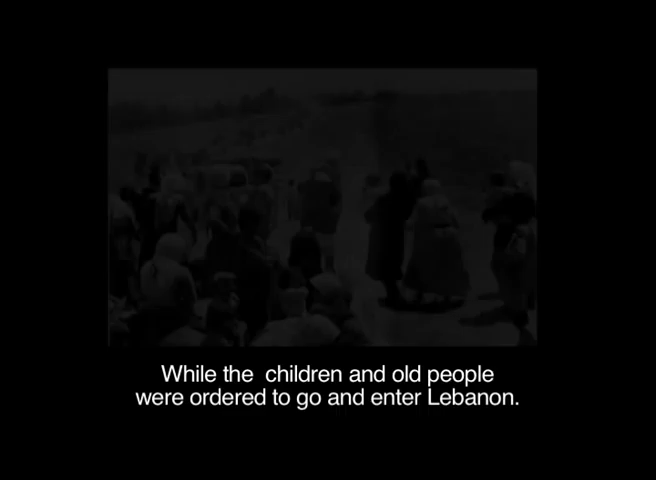 While the  children and old people
were ordered to go and enter Lebanon.